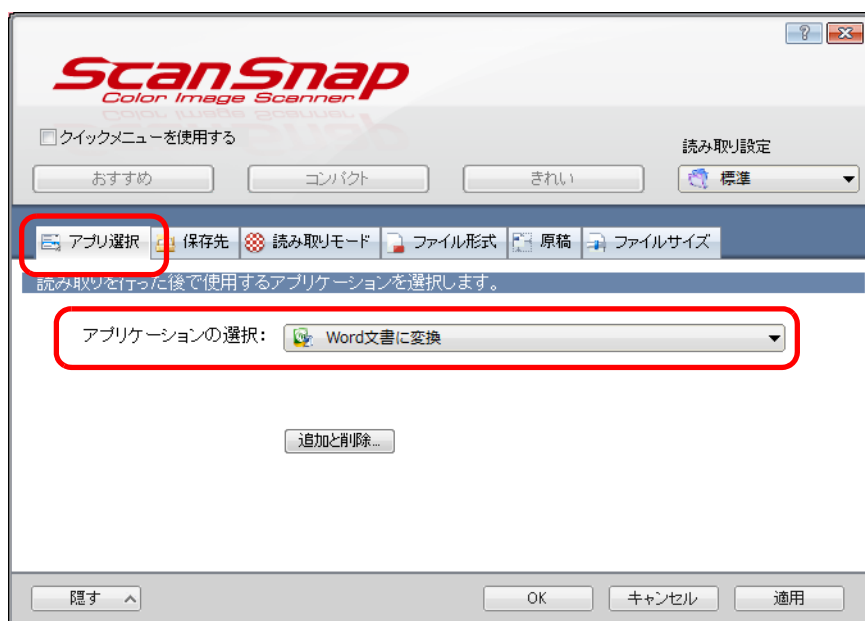 ScanSnap
Color Image Scanner
クイックメニューを使用する
読み取り設定
おすすめ コンパクト きれい 標準
アプリ選択 保存先 読み取りモード ファイル形式 原稿 ファイルサイズ
読み取りを行った後で使用するアプリケーションを選択します。
アプリケーションの選択: Word文書に変換
追加と削除...
隠す OK キャンセル 適用